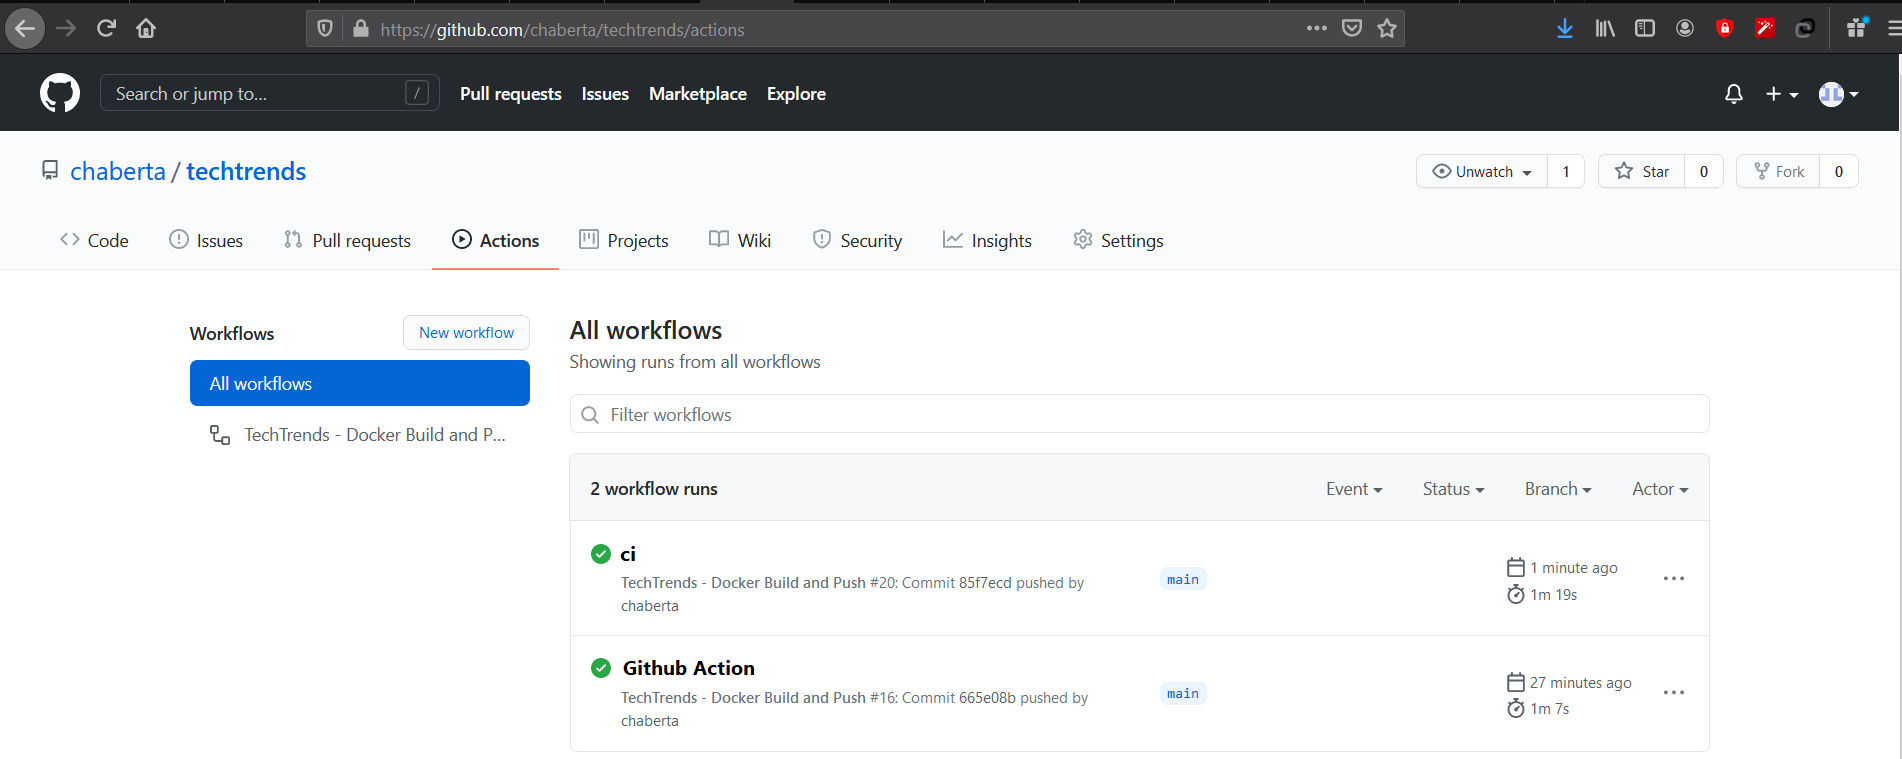 https://github.com/chaberta/techtrends/actions
Search or jump to... /
Pull requests Issues Marketplace Explore
chaberta / techtrends
Unwatch 1 Star 0 Fork 0
Code Issues Pull requests Actions Projects Wiki Security Insights Settings
Workflows New workflow
All workflows
TechTrends - Docker Build and P...
All workflows
Showing runs from all workflows
Filter workflows
2 workflow runs Event Status Branch Actor
ci
TechTrends - Docker Build and Push #20: Commit 85f7ecd pushed by
chaberta
main
1 minute ago
1m 19s
Github Action
TechTrends - Docker Build and Push #16: Commit 665e08b pushed by
chaberta
main
27 minutes ago
1m 7s